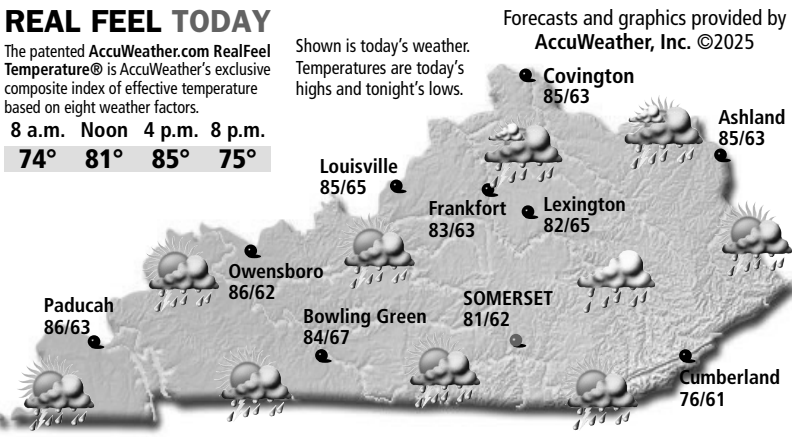 REAL FEEL TODAY
The patented AccuWeather.com RealFeel
Temperature® is AccuWeather's exclusive
composite index of effective temperature
based on eight weather factors.
8 a.m. Noon 4 p.m. 8 p.m.
74° 81° 85° 75°
Shown is today's weather.
Temperatures are today's
highs and tonight's lows.
Forecasts and graphics provided by
AccuWeather, Inc. ©2025
Covington
85/63
Ashland
85/63
Louisville
85/65
Frankfort
83/63
Lexington
82/65
Owensboro
86/62
Paducah
86/63
Bowling Green
84/67
SOMERSET
81/62
Cumberland
76/61